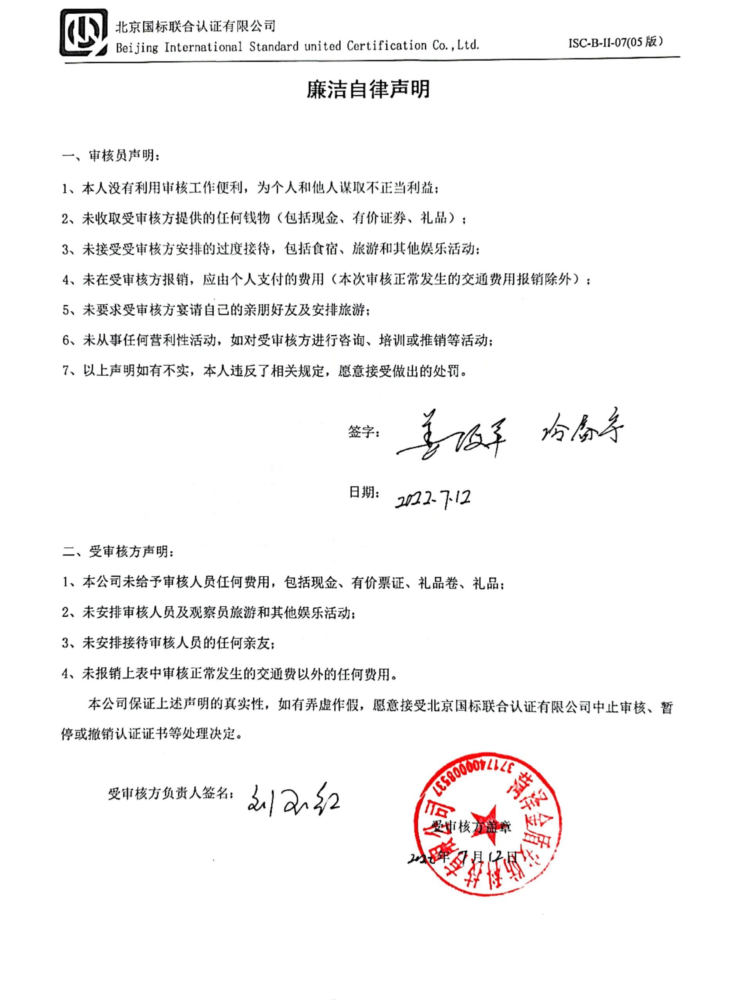 北京国标联合认证有限公司
Beijing International Standard united Certification Co.,Ltd.
ISC-B-II-07(05版)
廉洁自律声明
一、审核员声明：
1、本人没有利用审核工作便利，为个人和他人谋取不正当利益；
2、未收取受审核方提供的任何钱物（包括现金、有价证券、礼品）；
3、未接受受审核方安排的过度接待，包括食宿、旅游和其他娱乐活动；
4、未在受审核方报销，应由个人支付的费用（本次审核正常发生的交通费用报销除外）；
5、未要求受审核方宴请自己的亲朋好友及安排旅游；
6、未从事任何营利性活动，如对受审核方进行咨询、培训或推销等活动；
7、以上声明如有不实，本人违反了相关规定，愿意接受做出的处罚。
签字：
日期： 2022.7.12
二、受审核方声明：
1、本公司未给予审核人员任何费用，包括现金、有价票证、礼品卷、礼品；
2、未安排审核人员及观察员旅游和其他娱乐活动；
3、未安排接待审核人员的任何亲友；
4、未报销上表中审核正常发生的交通费以外的任何费用。
本公司保证上述声明的真实性，如有弄虚作假，愿意接受北京国标联合认证有限公司中止审核、暂
停或撤销认证证书等处理决定。
受审核方负责人签名： 刘玉红
受审核方盖章
2022年7月12日
菏泽金盾安防科技有限公司
3717400008537